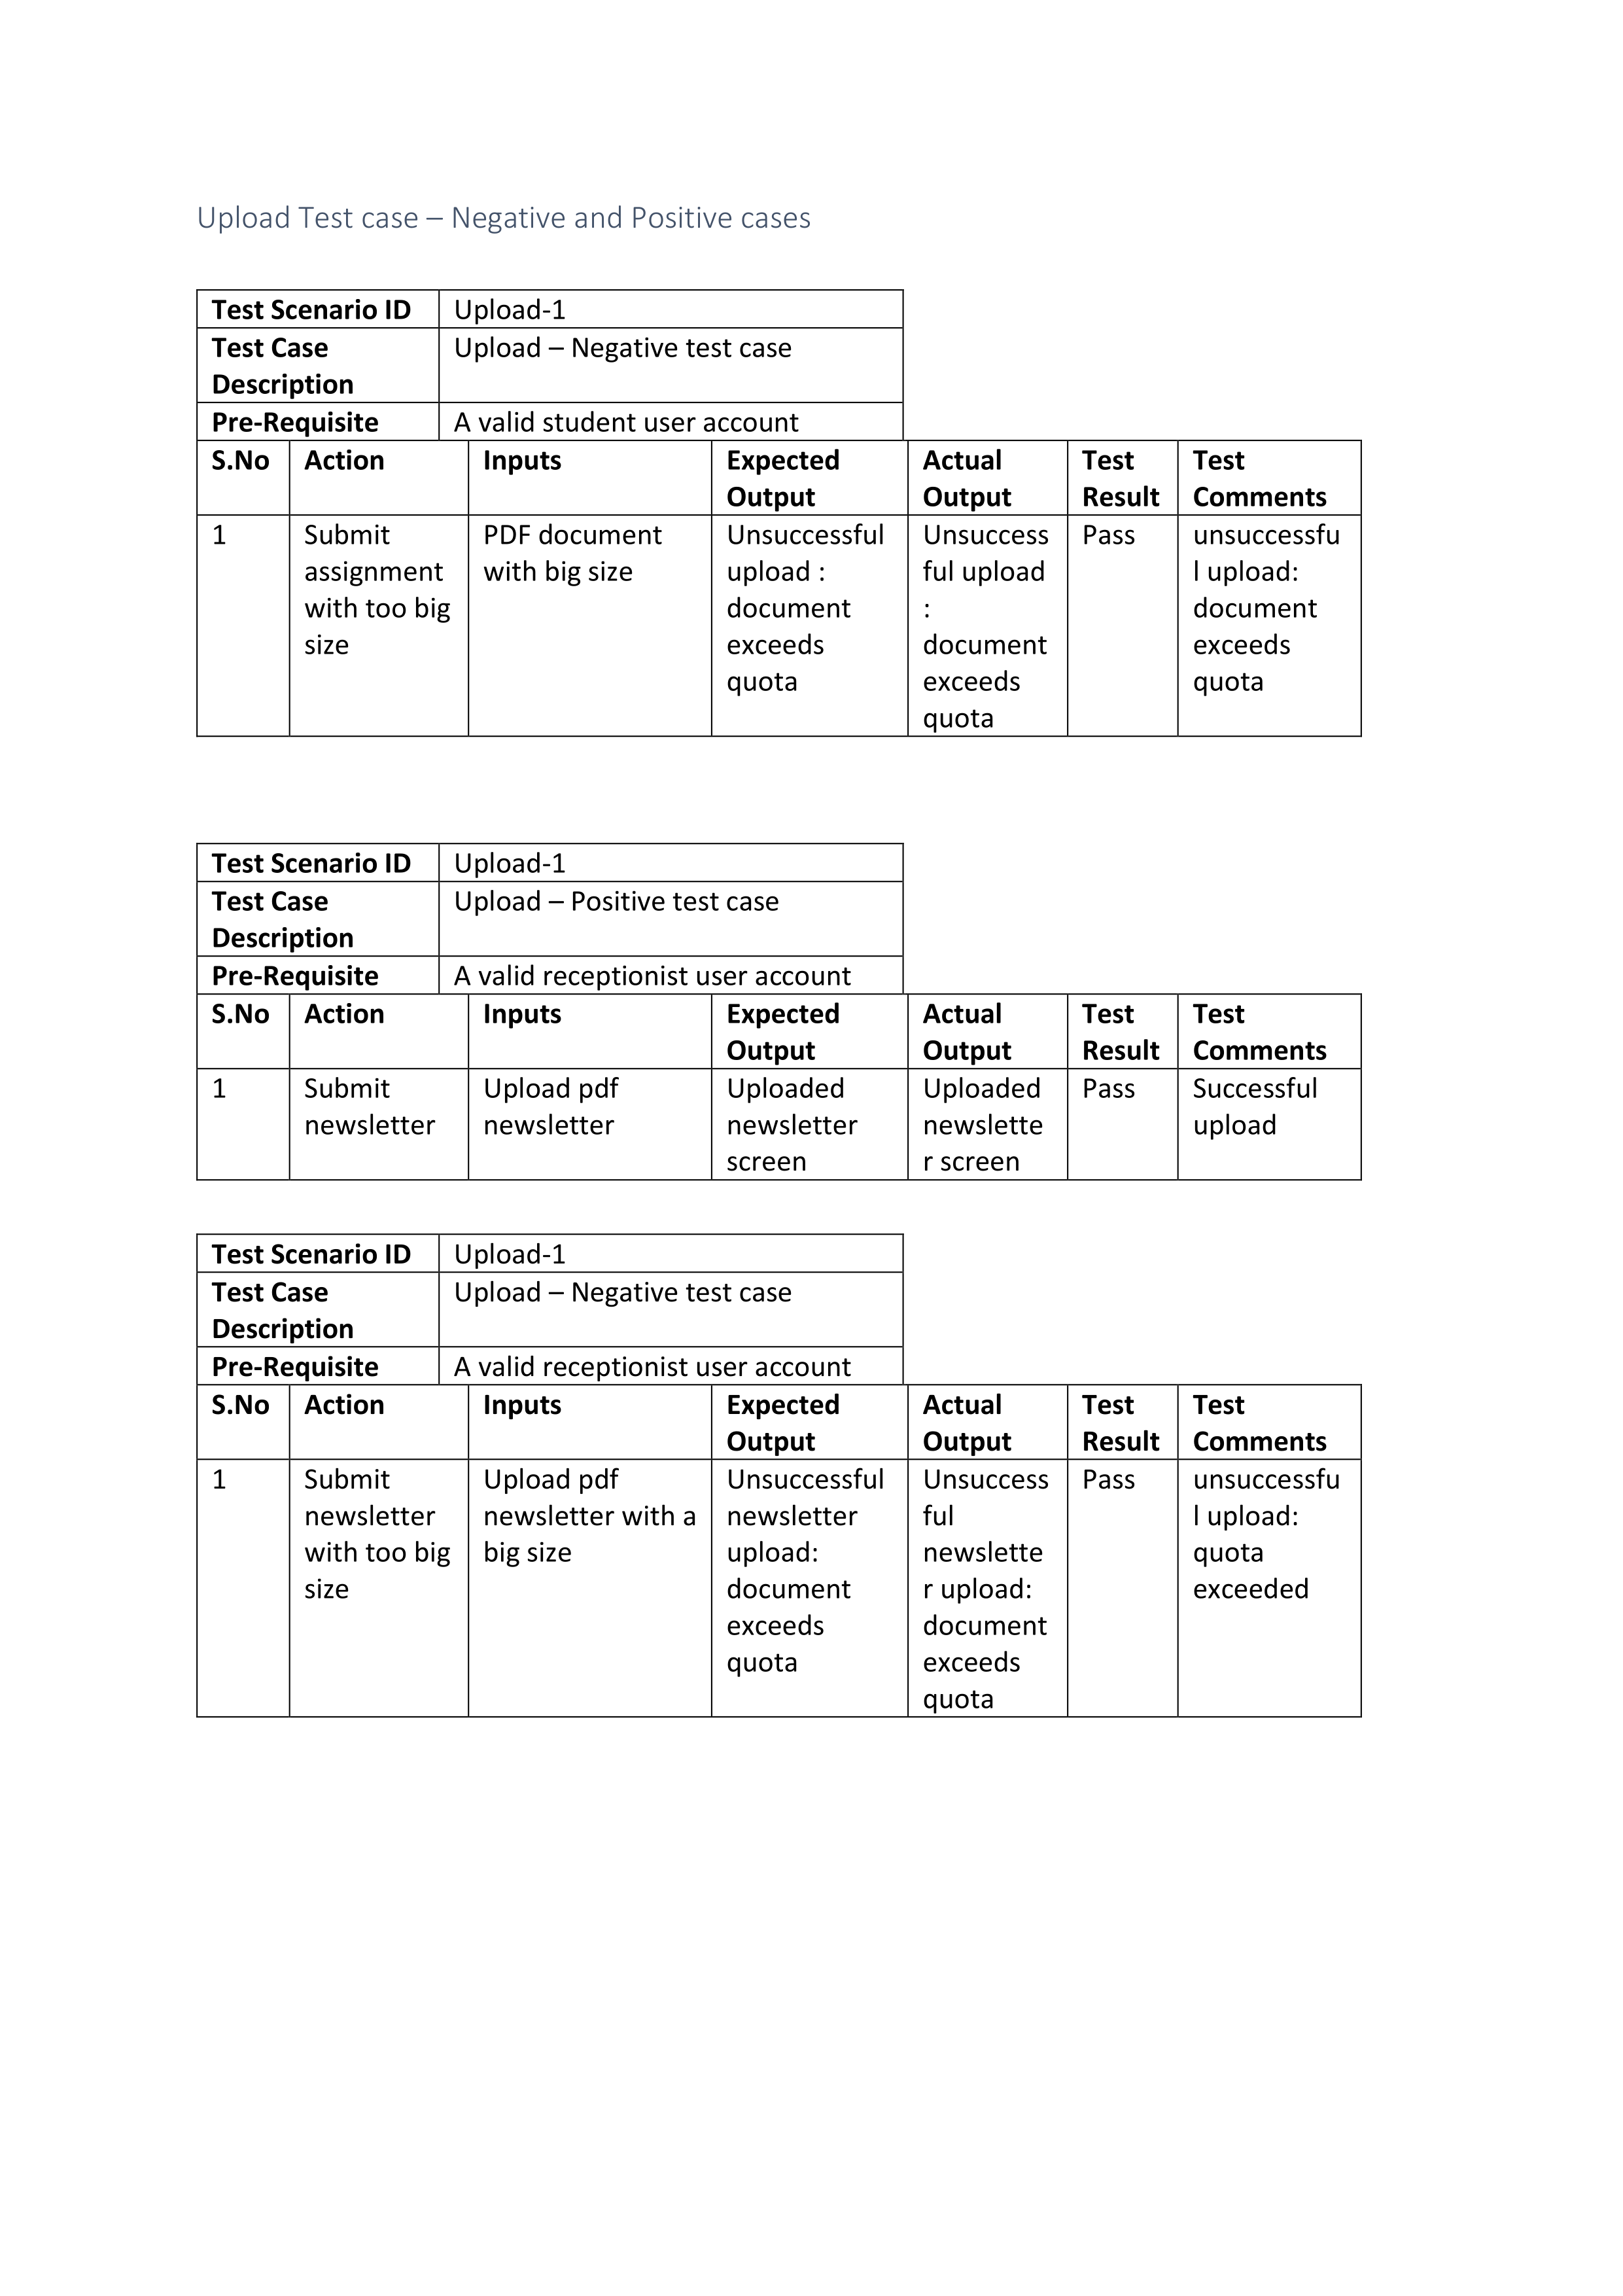 Upload Test case – Negative and Positive cases
Test Scenario ID Upload-1
Test Case Upload – Negative test case
Description
Pre-Requisite A valid student user account
S.No Action Inputs Expected Actual Test Test
Output Output Result Comments
1 Submit PDF document Unsuccessful Unsuccess Pass unsuccessfu
assignment with big size upload : ful upload l upload:
with too big document : document
size exceeds document exceeds
quota exceeds quota
quota
Test Scenario ID Upload-1
Test Case Upload – Positive test case
Description
Pre-Requisite A valid receptionist user account
S.No Action Inputs Expected Actual Test Test
Output Output Result Comments
1 Submit Upload pdf Uploaded Uploaded Pass Successful
newsletter newsletter newsletter newslette upload
screen r screen
Test Scenario ID Upload-1
Test Case Upload – Negative test case
Description
Pre-Requisite A valid receptionist user account
S.No Action Inputs Expected Actual Test Test
Output Output Result Comments
1 Submit Upload pdf Unsuccessful Unsuccess Pass unsuccessfu
newsletter newsletter with a newsletter ful l upload:
with too big big size upload: newslette quota
size document r upload: exceeded
exceeds document
quota exceeds
quota